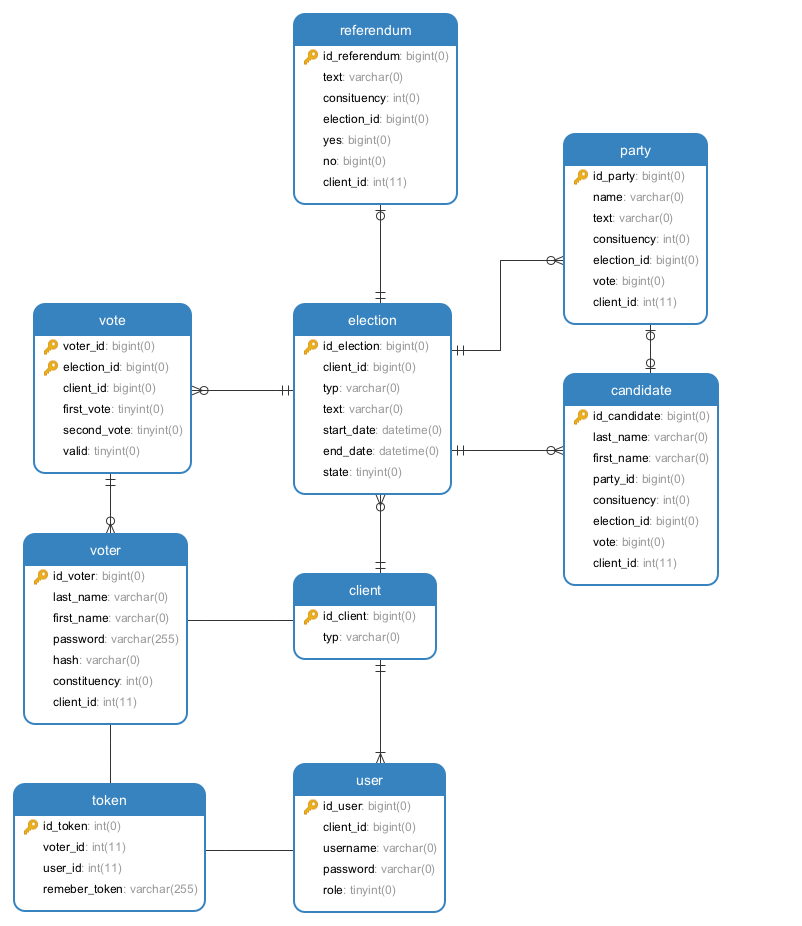 referendum
id_referendum: bigint(0)
text: varchar(0)
consituency: int(0)
election_id: bigint(0)
yes: bigint(0)
no: bigint(0)
client_id: int(11)
party
id_party: bigint(0)
name: varchar(0)
text: varchar(0)
consituency: int(0)
election_id: bigint(0)
vote: bigint(0)
client_id: int(11)
vote
voter_id: bigint(0)
election_id: bigint(0)
client_id: bigint(0)
first_vote: tinyint(0)
second_vote: tinyint(0)
valid: tinyint(0)
election
id_election: bigint(0)
client_id: bigint(0)
typ: varchar(0)
text: varchar(0)
start_date: datetime(0)
end_date: datetime(0)
state: tinyint(0)
candidate
id_candidate: bigint(0)
last_name: varchar(0)
first_name: varchar(0)
party_id: bigint(0)
consituency: int(0)
election_id: bigint(0)
vote: bigint(0)
client_id: int(11)
voter
id_voter: bigint(0)
last_name: varchar(0)
first_name: varchar(0)
password: varchar(255)
hash: varchar(0)
constituency: int(0)
client_id: int(11)
client
id_client: bigint(0)
typ: varchar(0)
token
id_token: int(0)
voter_id: int(11)
user_id: int(11)
remeber_token: varchar(255)
user
id_user: bigint(0)
client_id: bigint(0)
username: varchar(0)
password: varchar(0)
role: tinyint(0)